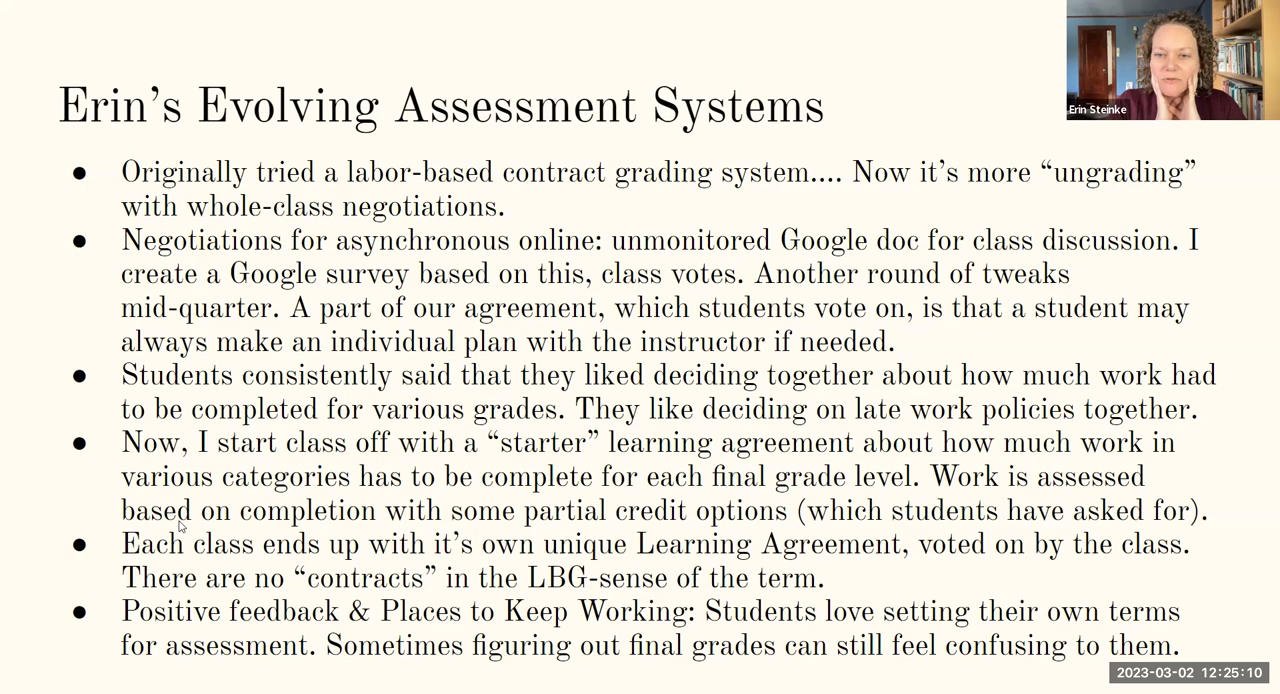 Erin Steinke
Erin’s Evolving Assessment Systems
● Originally tried a labor-based contract grading system.... Now it’s more “ungrading”
with whole-class negotiations.
● Negotiations for asynchronous online: unmonitored Google doc for class discussion. I
create a Google survey based on this, class votes. Another round of tweaks
mid-quarter. A part of our agreement, which students vote on, is that a student may
always make an individual plan with the instructor if needed.
● Students consistently said that they liked deciding together about how much work had
to be completed for various grades. They like deciding on late work policies together.
● Now, I start class off with a “starter” learning agreement about how much work in
various categories has to be complete for each final grade level. Work is assessed
based on completion with some partial credit options (which students have asked for).
● Each class ends up with it’s own unique Learning Agreement, voted on by the class.
There are no “contracts” in the LBG-sense of the term.
● Positive feedback & Places to Keep Working: Students love setting their own terms
for assessment. Sometimes figuring out final grades can still feel confusing to them.
2023-03-02 12:25:10